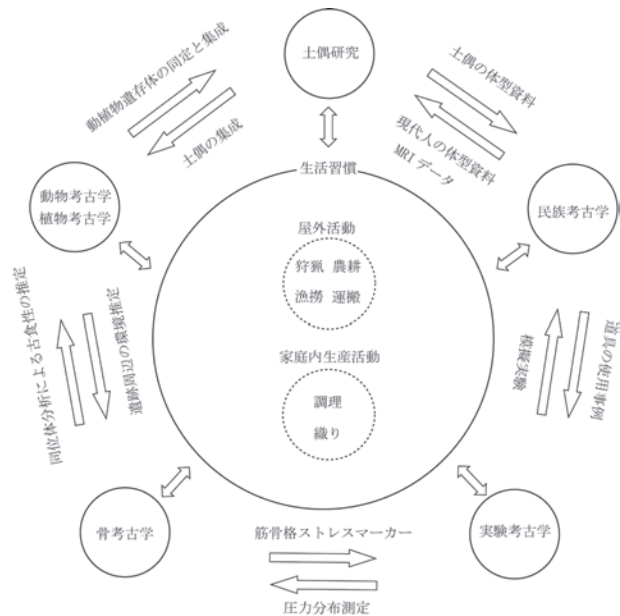 土偶研究
動植物遺存体の同定と集成
土偶の集成
土偶の体型資料
現代人の体型資料
MRI データ
生活習慣
動物考古学
植物考古学
民族考古学
屋外活動
狩猟 農耕
漁撈 運搬
家庭内生産活動
調理
織り
同位体分析による古食性の推定
遺跡周辺の環境推定
模擬実験
道具の使用事例
骨考古学
実験考古学
筋骨格ストレスマーカー
圧力分布測定